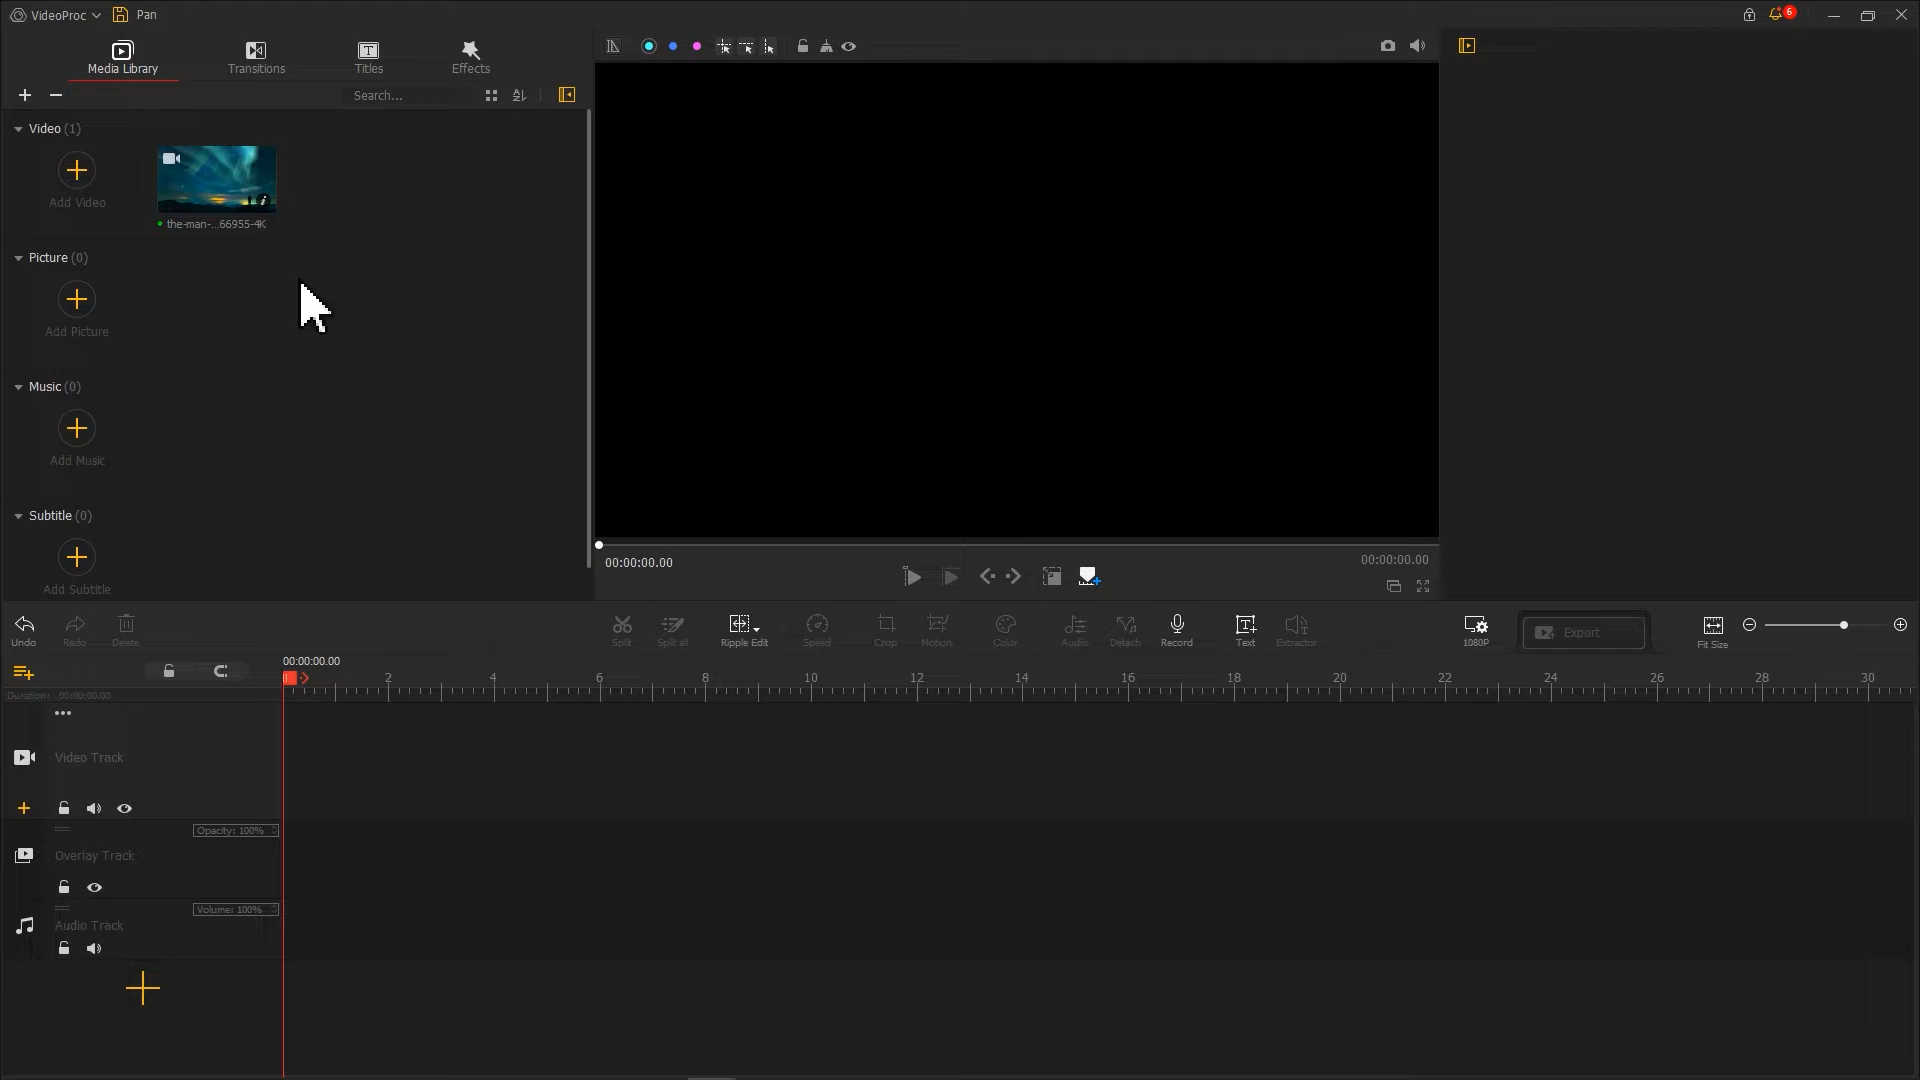 VideoProc
Pan
6
Media Library
Transitions
Titles
Effects
Search...
Video (1)
Add Video
the-man-...66955-4K
Picture (0)
Add Picture
Music (0)
Add Music
Subtitle (0)
Add Subtitle
00:00:00.00
00:00:00.00
Undo
Redo
Delete
Split
Split all
Ripple Edit
Speed
Crop
Motion
Color
Audio
Detach
Record
Text
Extractor
1080P
Export
Fit Size
00:00:00.00
2 4 6 8 10 12 14 16 18 20 22 24 26 28 30
Duration: 00:00:00.00
Video Track
Opacity: 100%
Overlay Track
Volume: 100%
Audio Track